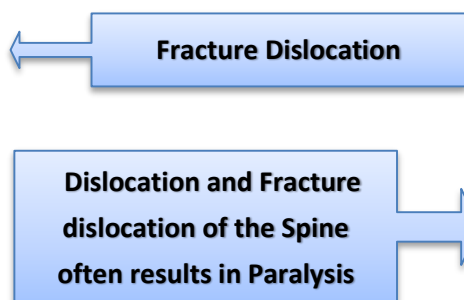 Fracture Dislocation
Dislocation and Fracture
dislocation of the Spine
often results in Paralysis